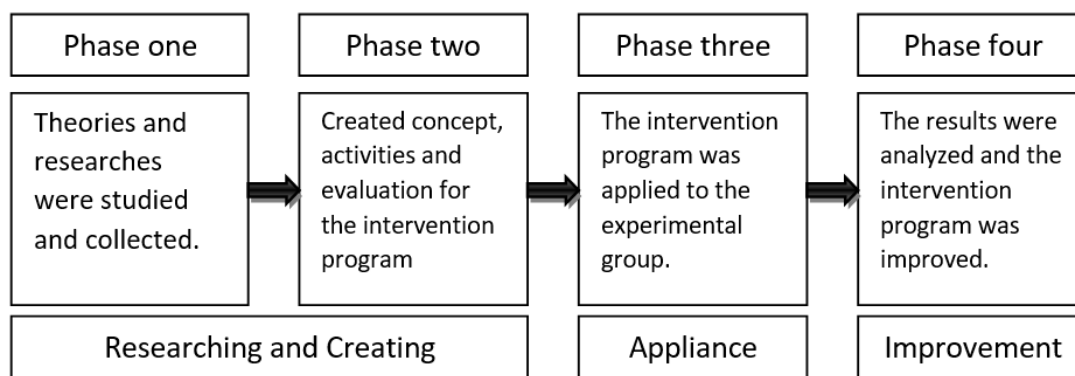 Phase one
Phase two
Phase three
Phase four
Theories and
researches
were studied
and collected.
Created concept,
activities and
evaluation for
the intervention
program
The intervention
program was
applied to the
experimental
group.
The results were
analyzed and the
intervention
program was
improved.
Researching and Creating
Appliance
Improvement